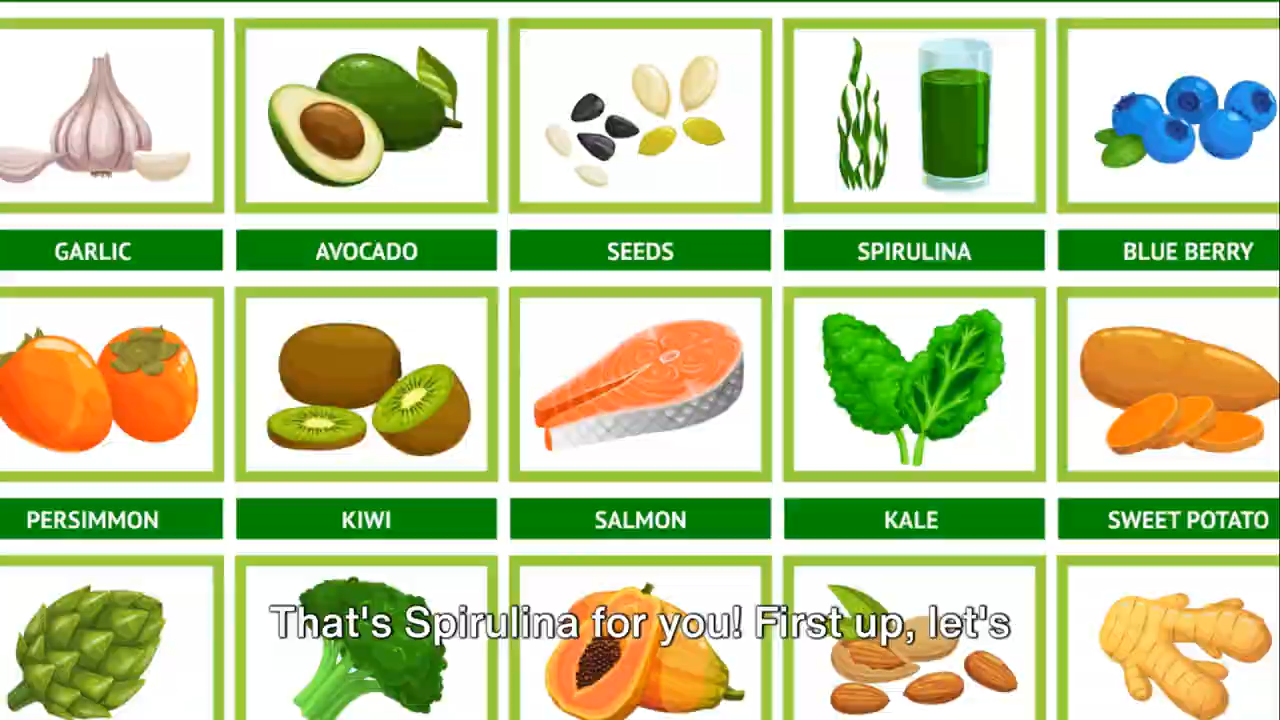 GARLIC
AVOCADO
SEEDS
SPIRULINA
BLUE BERRY
PERSIMMON
KIWI
SALMON
KALE
SWEET POTATO
That's Spirulina for you! First up, let's